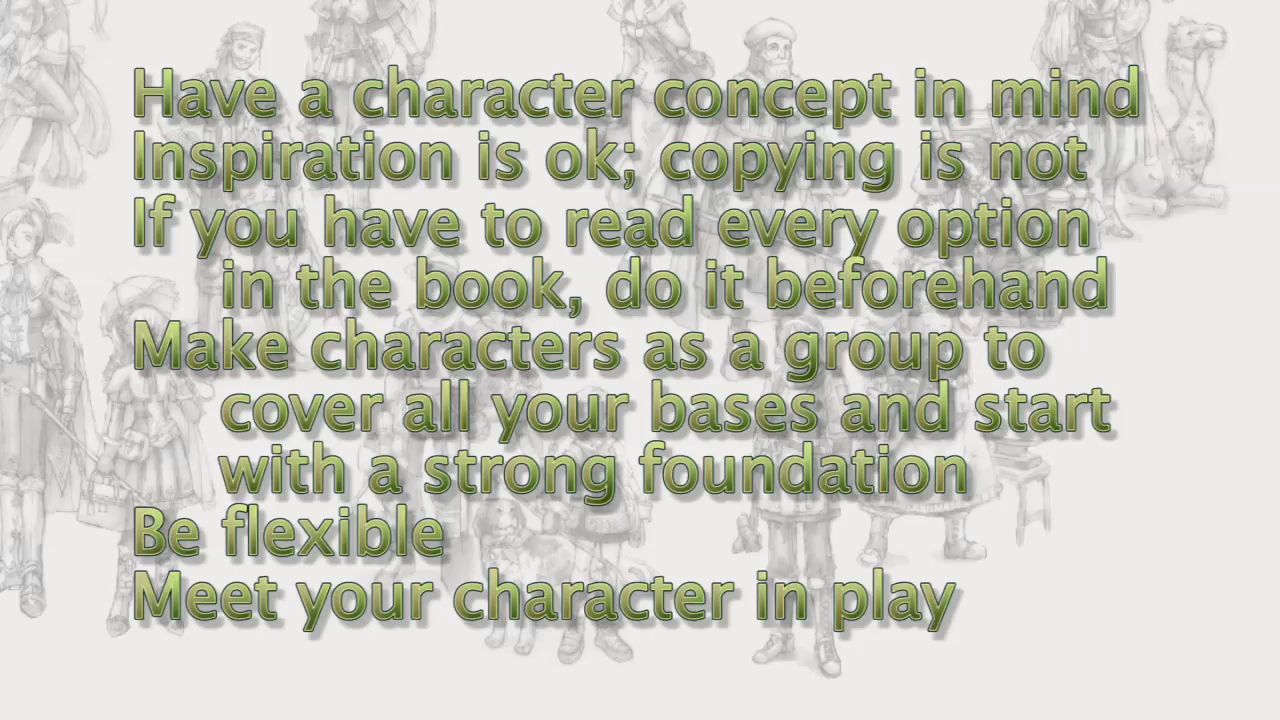 Have a character concept in mind
Inspiration is ok; copying is not
If you have to read every option
in the book, do it beforehand
Make characters as a group to
cover all your bases and start
with a strong foundation
Be flexible
Meet your character in play